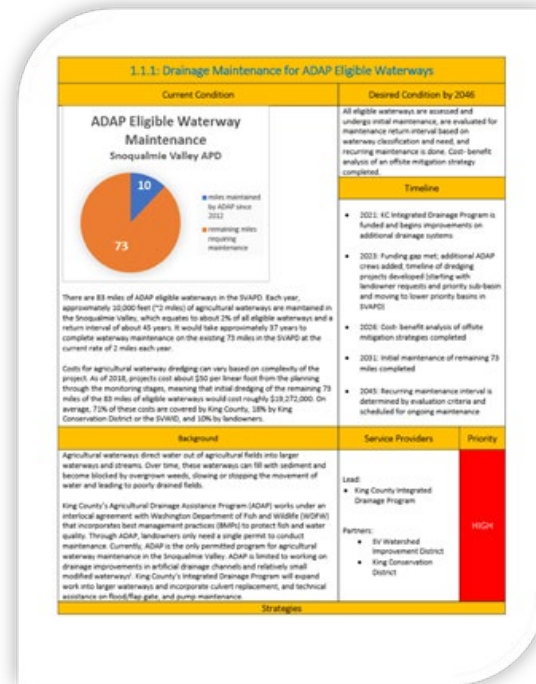 1.1.1: Drainage Maintenance for ADAP Eligible Waterways
Current Condition
Desired Condition by 2046
ADAP Eligible Waterway
Maintenance
Snoqualmie Valley APD
10
73
miles maintained
by ADAP since
2012
remaining miles
requiring
maintenance
There are 83 miles of ADAP eligible waterways in the SVAPD. Each year,
approximately 10,000 feet (~2 miles) of agricultural waterways are maintained in
the Snoqualmie Valley, which equates to about 2% of all eligible waterways and a
return interval of about 45 years. It would take approximately 37 years to
complete waterway maintenance on the existing 73 miles in the SVAPD at the
current rate of 2 miles each year.
Costs for agricultural waterway dredging can vary based on complexity of the
project. As of 2018, projects cost about $50 per linear foot from the planning
through the monitoring stages, meaning that initial dredging of the remaining 73
miles of the 83 miles of eligible waterways would cost roughly $19,272,000. On
average, 71% of these costs are covered by King County, 18% by King
Conservation District or the SVWID, and 10% by landowners.
All eligible waterways are assessed and
undergo initial maintenance, are evaluated for
maintenance return interval based on
waterway classification and need, and
recurring maintenance is done. Cost- benefit
analysis of an offsite mitigation strategy
completed.
Timeline
• 2021: KC Integrated Drainage Program is
funded and begins improvements on
additional drainage systems
• 2023: Funding gap met; additional ADAP
crews added; timeline of dredging
projects developed (starting with
landowner requests and priority sub-basin
and moving to lower priority basins in
SVAPD)
• 2026: Cost- benefit analysis of offsite
mitigation strategies completed
• 2031: Initial maintenance of remaining 73
miles completed
• 2045: Recurring maintenance interval is
determined by evaluation criteria and
scheduled for ongoing maintenance
Background
Service Providers
Priority
Agricultural waterways direct water out of agricultural fields into larger
waterways and streams. Over time, these waterways can fill with sediment and
become blocked by overgrown weeds, slowing or stopping the movement of
water and leading to poorly drained fields.
King County's Agricultural Drainage Assistance Program (ADAP) works under an
interlocal agreement with Washington Department of Fish and Wildlife (WDFW)
that incorporates best management practices (BMPs) to protect fish and water
quality. Through ADAP, landowners only need a single permit to conduct
maintenance. Currently, ADAP is the only permitted program for agricultural
waterway maintenance in the Snoqualmie Valley. ADAP is limited to working on
drainage improvements in artificial drainage channels and relatively small
modified waterways. King County's Integrated Drainage Program will expand
work into larger waterways and incorporate culvert replacement, and technical
assistance on flood/flap gate, and pump maintenance.
Lead:
• King County Integrated
Drainage Program
Partners:
• SV Watershed
Improvement District
• King Conservation
District
HIGH
Strategies